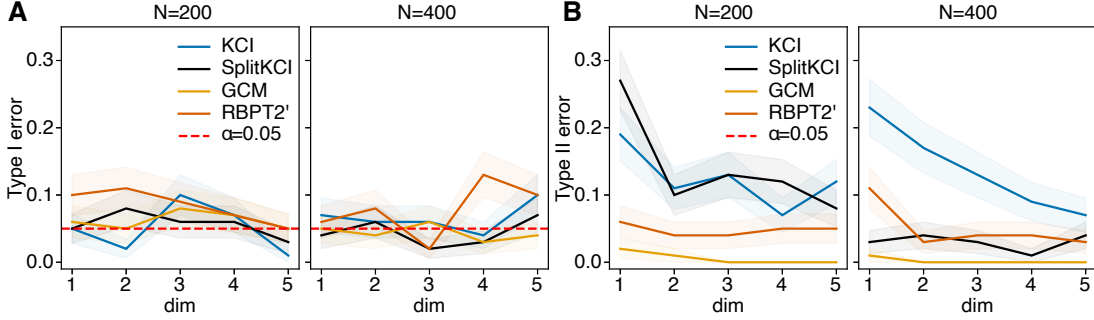 A
N=200
N=400
Type I error
0.3
0.2
0.1
0.0
KCI
SplitKCI
GCM
RBPT2'
α=0.05
1 2 3 4 5
dim
1 2 3 4 5
dim
B
N=200
N=400
Type II error
0.3
0.2
0.1
0.0
KCI
SplitKCI
GCM
RBPT2'
α=0.05
1 2 3 4 5
dim
1 2 3 4 5
dim